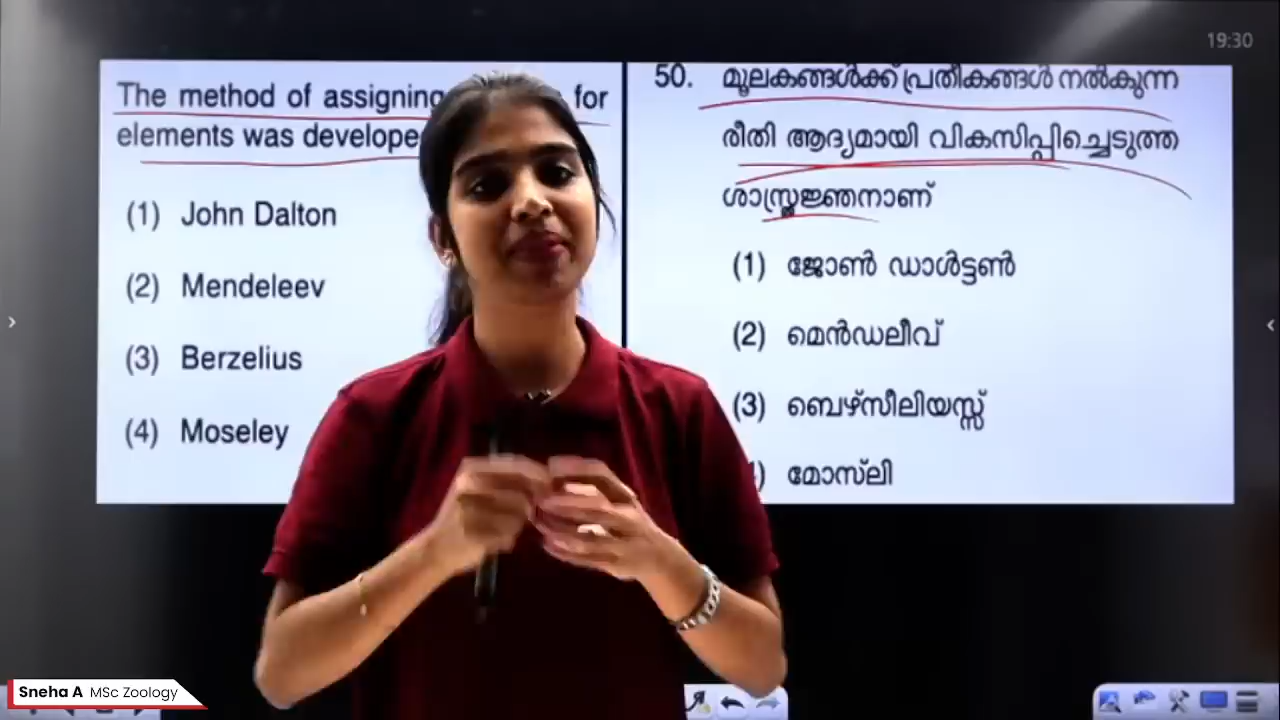 19:30
The method of assigning for
elements was develope
(1) John Dalton
(2) Mendeleev
(3) Berzelius
(4) Moseley
50. മൂലകങ്ങൾക്ക് പ്രതീകങ്ങൾ നൽകുന്ന
രീതി ആദ്യമായി വികസിപ്പിച്ചെടുത്ത
ശാസ്ത്രജ്ഞനാണ്
(1) ജോൺ ഡാൾട്ടൺ
(2) മെൻഡലീവ്
(3) ബെഴ്സീലിയസ്സ്
) മോസ്‌ലി
Sneha A MSc Zoology